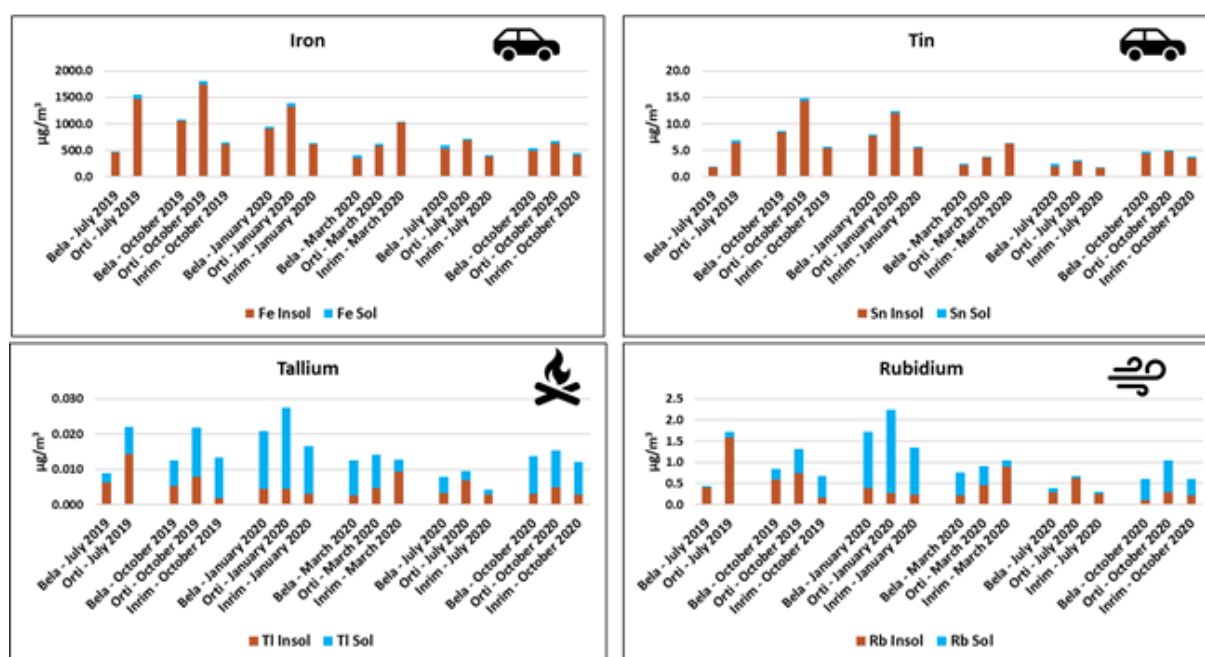 Iron
µg/m³
2000.0
1500.0
1000.0
500.0
0.0
Bela - July 2019
Orti - July 2019
Bela - October 2019
Orti - October 2019
Inrim - October 2019
Bela - January 2020
Orti - January 2020
Inrim - January 2020
Bela - March 2020
Orti - March 2020
Inrim - March 2020
Bela - July 2020
Orti - July 2020
Inrim - July 2020
Bela - October 2020
Orti - October 2020
Inrim - October 2020
Fe Insol Fe Sol
Tin
µg/m³
20.0
15.0
10.0
5.0
0.0
Bela - July 2019
Orti - July 2019
Bela - October 2019
Orti - October 2019
Inrim - October 2019
Bela - January 2020
Orti - January 2020
Inrim - January 2020
Bela - March 2020
Orti - March 2020
Inrim - March 2020
Bela - July 2020
Orti - July 2020
Inrim - July 2020
Bela - October 2020
Orti - October 2020
Inrim - October 2020
Sn Insol Sn Sol
Tallium
µg/m³
0.030
0.020
0.010
0.000
Bela - July 2019
Orti - July 2019
Bela - October 2019
Orti - October 2019
Inrim - October 2019
Bela - January 2020
Orti - January 2020
Inrim - January 2020
Bela - March 2020
Orti - March 2020
Inrim - March 2020
Bela - July 2020
Orti - July 2020
Inrim - July 2020
Bela - October 2020
Orti - October 2020
Inrim - October 2020
Tl Insol Tl Sol
Rubidium
µg/m³
2.5
2.0
1.5
1.0
0.5
0.0
Bela - July 2019
Orti - July 2019
Bela - October 2019
Orti - October 2019
Inrim - October 2019
Bela - January 2020
Orti - January 2020
Inrim - January 2020
Bela - March 2020
Orti - March 2020
Inrim - March 2020
Bela - July 2020
Orti - July 2020
Inrim - July 2020
Bela - October 2020
Orti - October 2020
Inrim - October 2020
Rb Insol Rb Sol